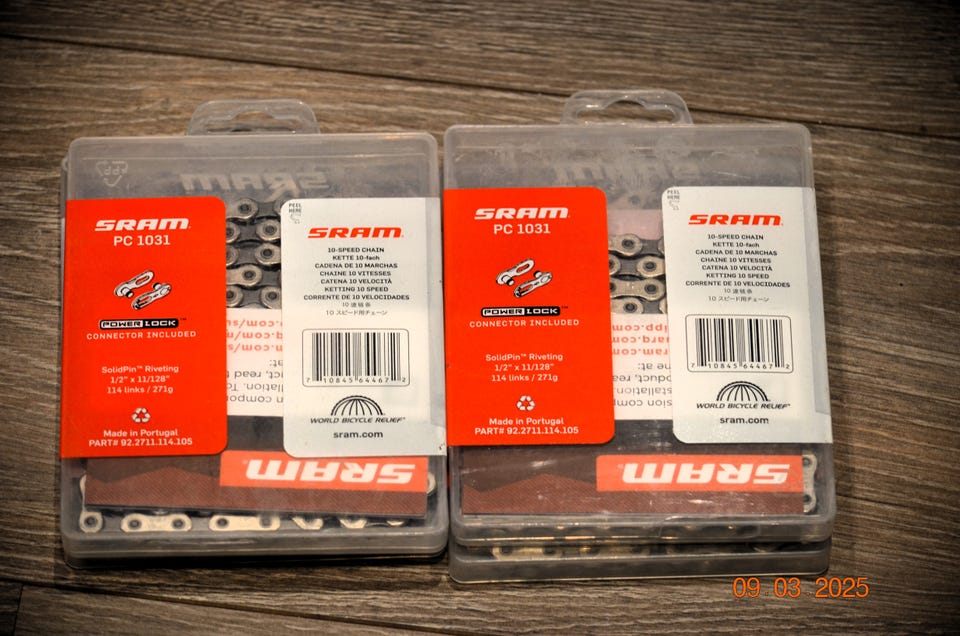 SRAM
PC 1031
POWERLOCK™
CONNECTOR INCLUDED
SolidPin™ Riveting
1/2" x 11/128"
114 links / 271g
Made in Portugal
PART# 92.2711.114.105
PEEL
HERE
SRAM
10-SPEED CHAIN
KETTE 10-fach
CADENA DE 10 MARCHAS
CHAINE 10 VITESSES
CATENA 10 VELOCITÀ
KETTING 10 SPEED
CORRENTE DE 10 VELOCIDADES
10 速链条
10 スピード用チェーン
7 10845 64467 2
WORLD BICYCLE RELIEF
sram.com
SRAM
SRAM
SRAM
PC 1031
POWERLOCK™
CONNECTOR INCLUDED
SolidPin™ Riveting
1/2" x 11/128"
114 links / 271g
Made in Portugal
PART# 92.2711.114.105
PEEL
HERE
SRAM
10-SPEED CHAIN
KETTE 10-fach
CADENA DE 10 MARCHAS
CHAINE 10 VITESSES
CATENA 10 VELOCITÀ
KETTING 10 SPEED
CORRENTE DE 10 VELOCIDADES
10 速链条
10 スピード用チェーン
7 10845 64467 2
WORLD BICYCLE RELIEF
sram.com
SRAM
09 03 2025